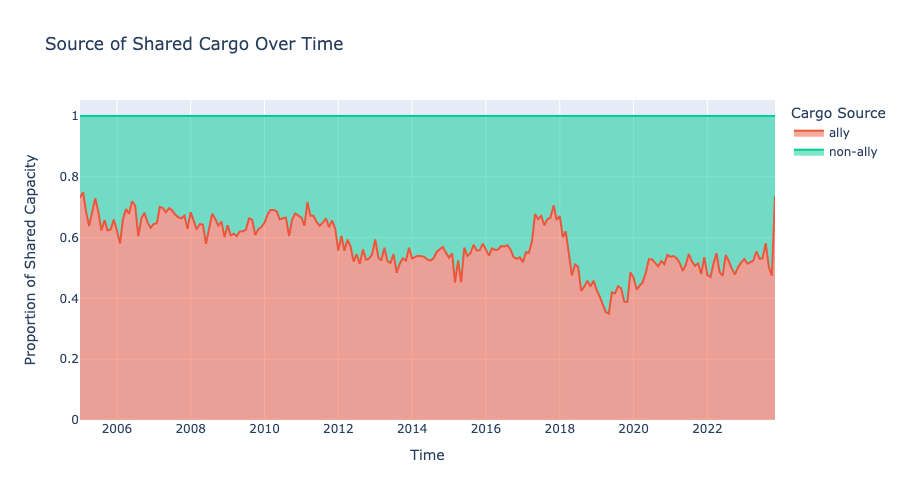 Source of Shared Cargo Over Time
Cargo Source
ally
non-ally
Proportion of Shared Capacity
1
0.8
0.6
0.4
0.2
0
2006 2008 2010 2012 2014 2016 2018 2020 2022
Time